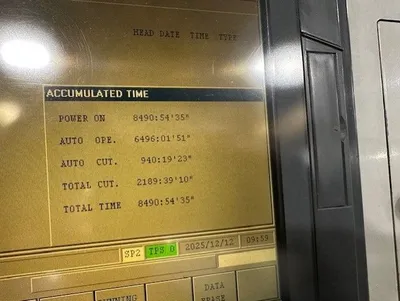 HEAD DATE TIME TYPE
ACCUMULATED TIME
POWER ON 8490:54'35"
AUTO OPE. 6496:01'51"
AUTO CUT. 940:19'23"
TOTAL CUT. 2189:39'10"
TOTAL TIME 8490:54'35"
SP2 TPS 0 2025/12/12 09:59
DATA
ERASE